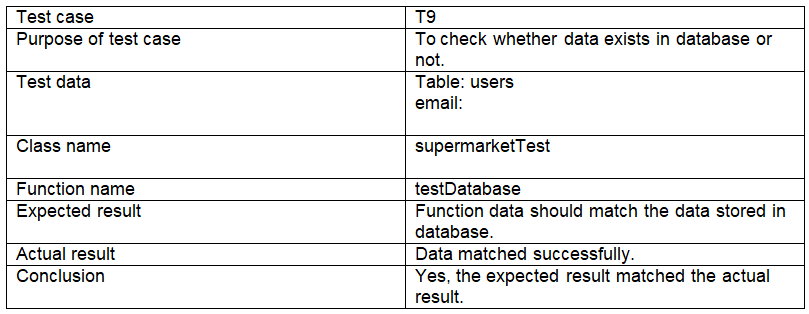 Test case T9
Purpose of test case To check whether data exists in database or
not.
Test data Table: users
email:
Class name supermarketTest
Function name testDatabase
Expected result Function data should match the data stored in
database.
Actual result Data matched successfully.
Conclusion Yes, the expected result matched the actual
result.